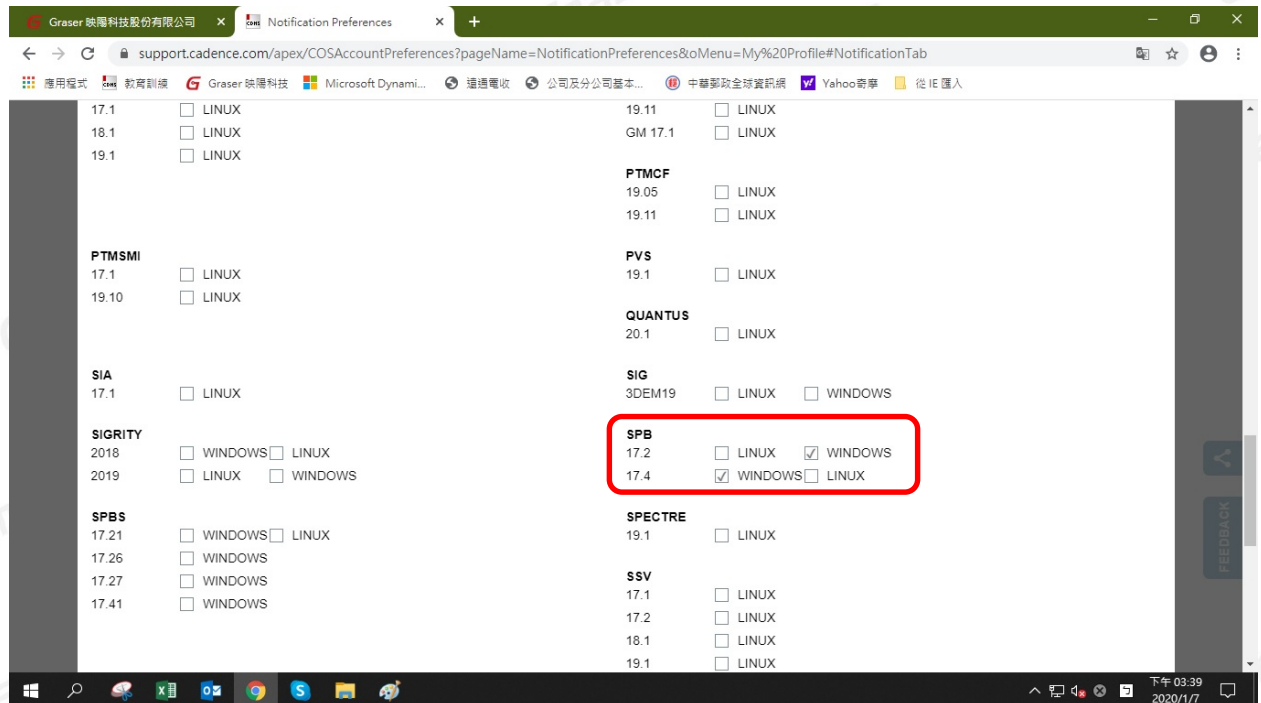 Graser 映陽科技股份有限公司
Notification Preferences
support.cadence.com/apex/COSAccountPreferences?pageName=NotificationPreferences&oMenu=My%20Profile#NotificationTab
應用程式 教育訓練 Graser 映陽科技 Microsoft Dynami... 遠通電收 公司及分公司基本... 中華郵政全球資訊網 Yahoo奇摩 從 IE 匯入
17.1 LINUX
18.1 LINUX
19.1 LINUX
19.11 LINUX
GM 17.1 LINUX
PTMCF
19.05 LINUX
19.11 LINUX
PTMSMI
17.1 LINUX
19.10 LINUX
PVS
19.1 LINUX
QUANTUS
20.1 LINUX
SIA
17.1 LINUX
SIG
3DEM19 LINUX WINDOWS
SIGRITY
2018 WINDOWS LINUX
2019 LINUX WINDOWS
SPB
17.2 LINUX WINDOWS
17.4 WINDOWS LINUX
SPBS
17.21 WINDOWS LINUX
17.26 WINDOWS
17.27 WINDOWS
17.41 WINDOWS
SPECTRE
19.1 LINUX
SSV
17.1 LINUX
17.2 LINUX
18.1 LINUX
19.1 LINUX
FEEDBACK
下午 03:39
2020/1/7